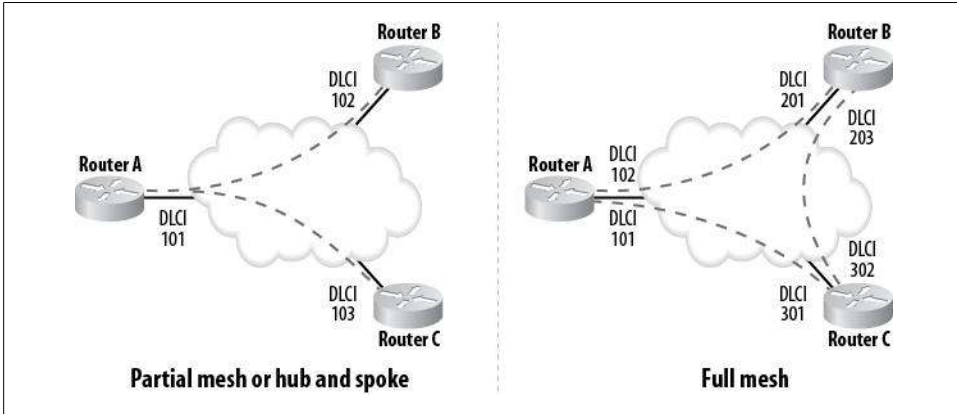 Router B
DLCI
102
Router A
DLCI
101
DLCI
103
Router C
Partial mesh or hub and spoke
Router B
DLCI
201
DLCI
203
Router A
DLCI
102
DLCI
101
DLCI
302
DLCI
301
Router C
Full mesh